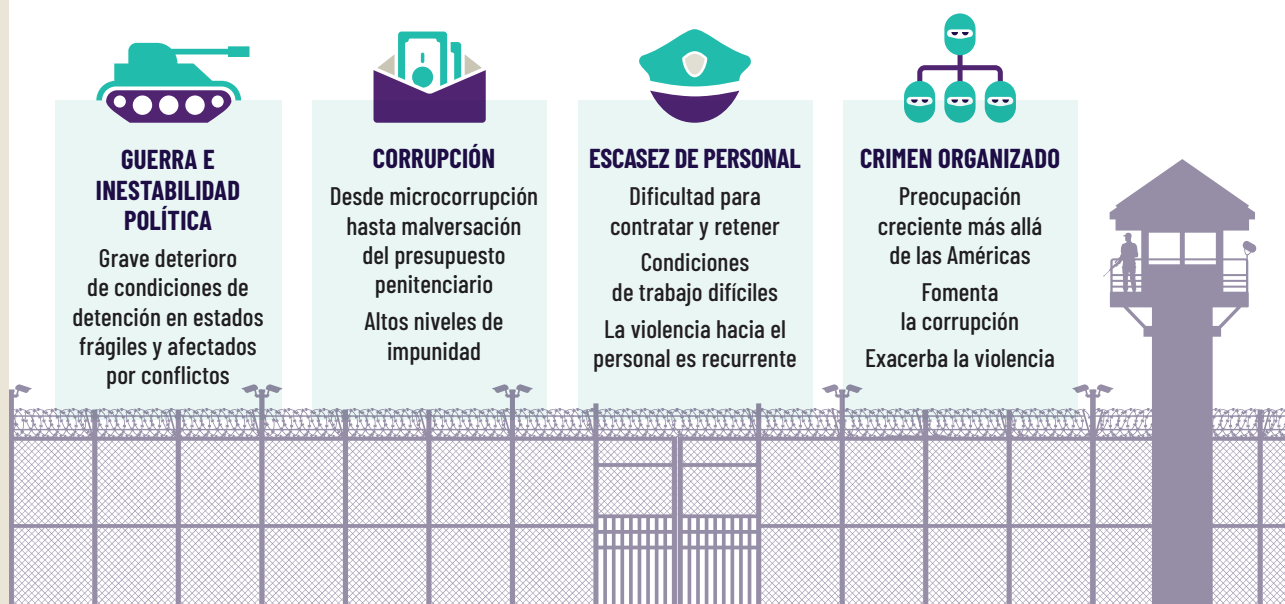 GUERRA E
INESTABILIDAD
POLÍTICA
Grave deterioro
de condiciones de
detención en estados
frágiles y afectados
por conflictos
CORRUPCIÓN
Desde microcorrupción
hasta malversación
del presupuesto
penitenciario
Altos niveles de
impunidad
ESCASEZ DE PERSONAL
Dificultad para
contratar y retener
Condiciones
de trabajo difíciles
La violencia hacia el
personal es recurrente
CRIMEN ORGANIZADO
Preocupación
creciente más allá
de las Américas
Fomenta
la corrupción
Exacerba la violencia